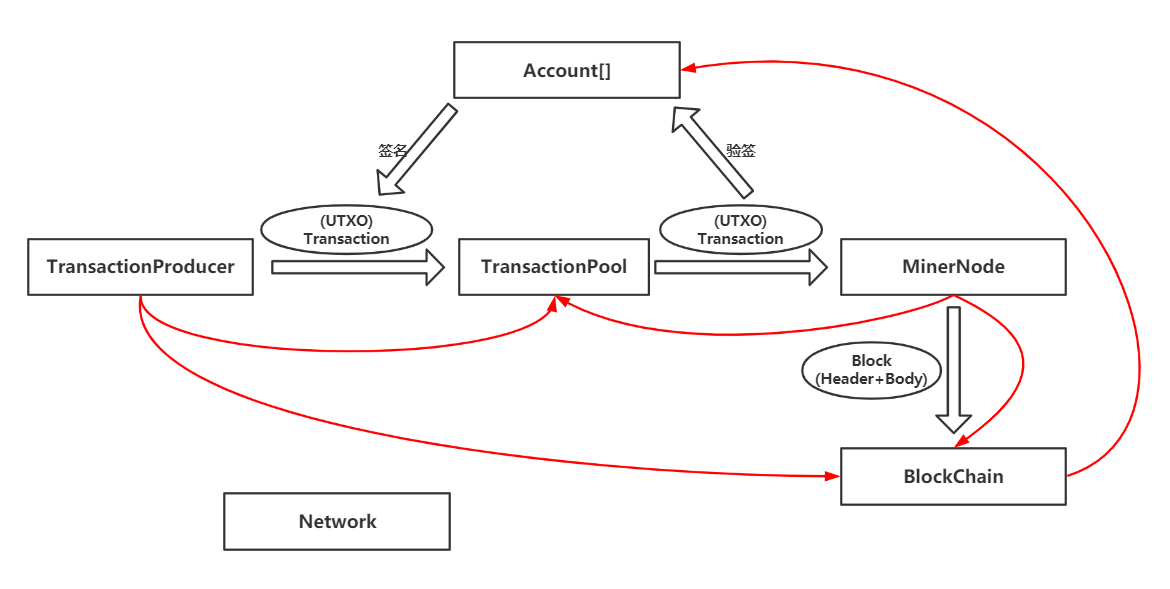 Account[]
签名
验签
(UTXO)
Transaction
(UTXO)
Transaction
TransactionProducer
TransactionPool
MinerNode
Block
(Header+Body)
BlockChain
Network